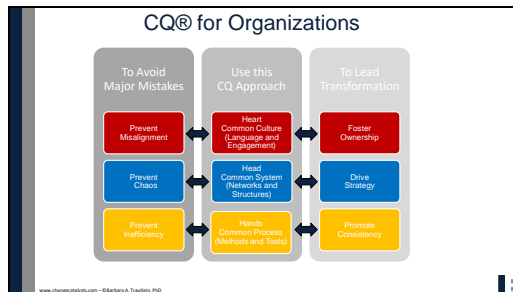 CQ® for Organizations
To Avoid
Major Mistakes
Use this
CQ Approach
To Lead
Transformation
Prevent
Misalignment
Heart
Common Culture
(Language and
Engagement)
Foster
Ownership
Prevent
Chaos
Head
Common System
(Networks and
Structures)
Drive
Strategy
Prevent
Inefficiency
Hands
Common Process
(Methods and Tools)
Promote
Consistency
www.changecatalysts.com – ©Barbara A. Trautlein, PhD